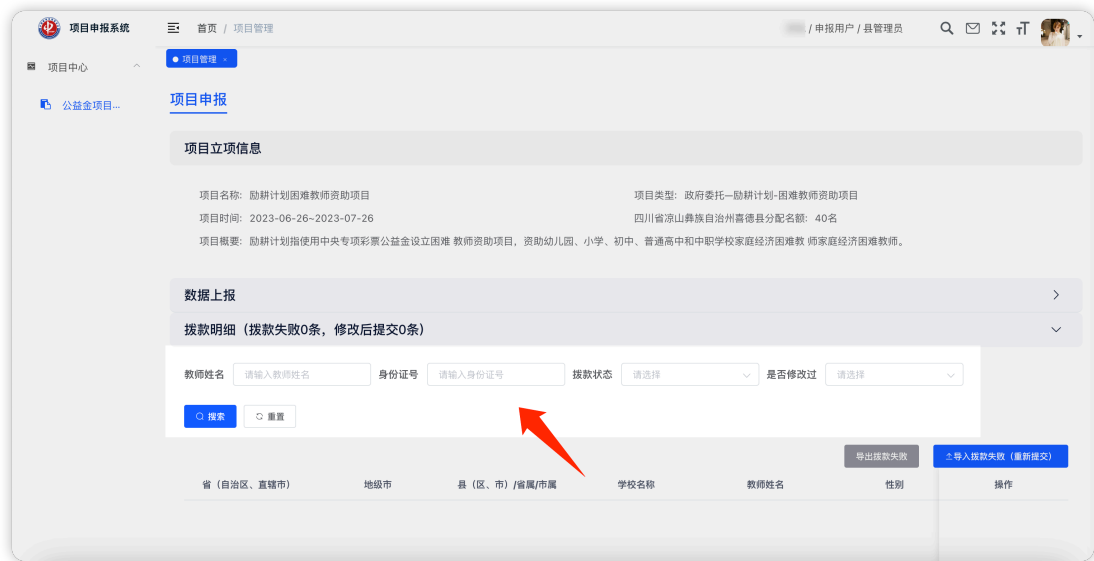 项目申报系统
首页 / 项目管理
/ 申报用户 / 县管理员
项目中心
项目管理 ×
公益金项目...
项目申报
项目立项信息
项目名称: 励耕计划困难教师资助项目
项目类型: 政府委托—励耕计划-困难教师资助项目
项目时间: 2023-06-26~2023-07-26
四川省凉山彝族自治州喜德县分配名额: 40名
项目概要: 励耕计划指使用中央专项彩票公益金设立困难 教师资助项目，资助幼儿园、小学、初中、普通高中和中职学校家庭经济困难教 师家庭经济困难教师。
数据上报
拨款明细（拨款失败0条，修改后提交0条）
教师姓名 请输入教师姓名 身份证号 请输入身份证号 拨款状态 请选择 是否修改过 请选择
搜索 重置
导出拨款失败 导入拨款失败（重新提交）
省（自治区、直辖市） 地级市 县（区、市）/省属/市属 学校名称 教师姓名 性别 操作